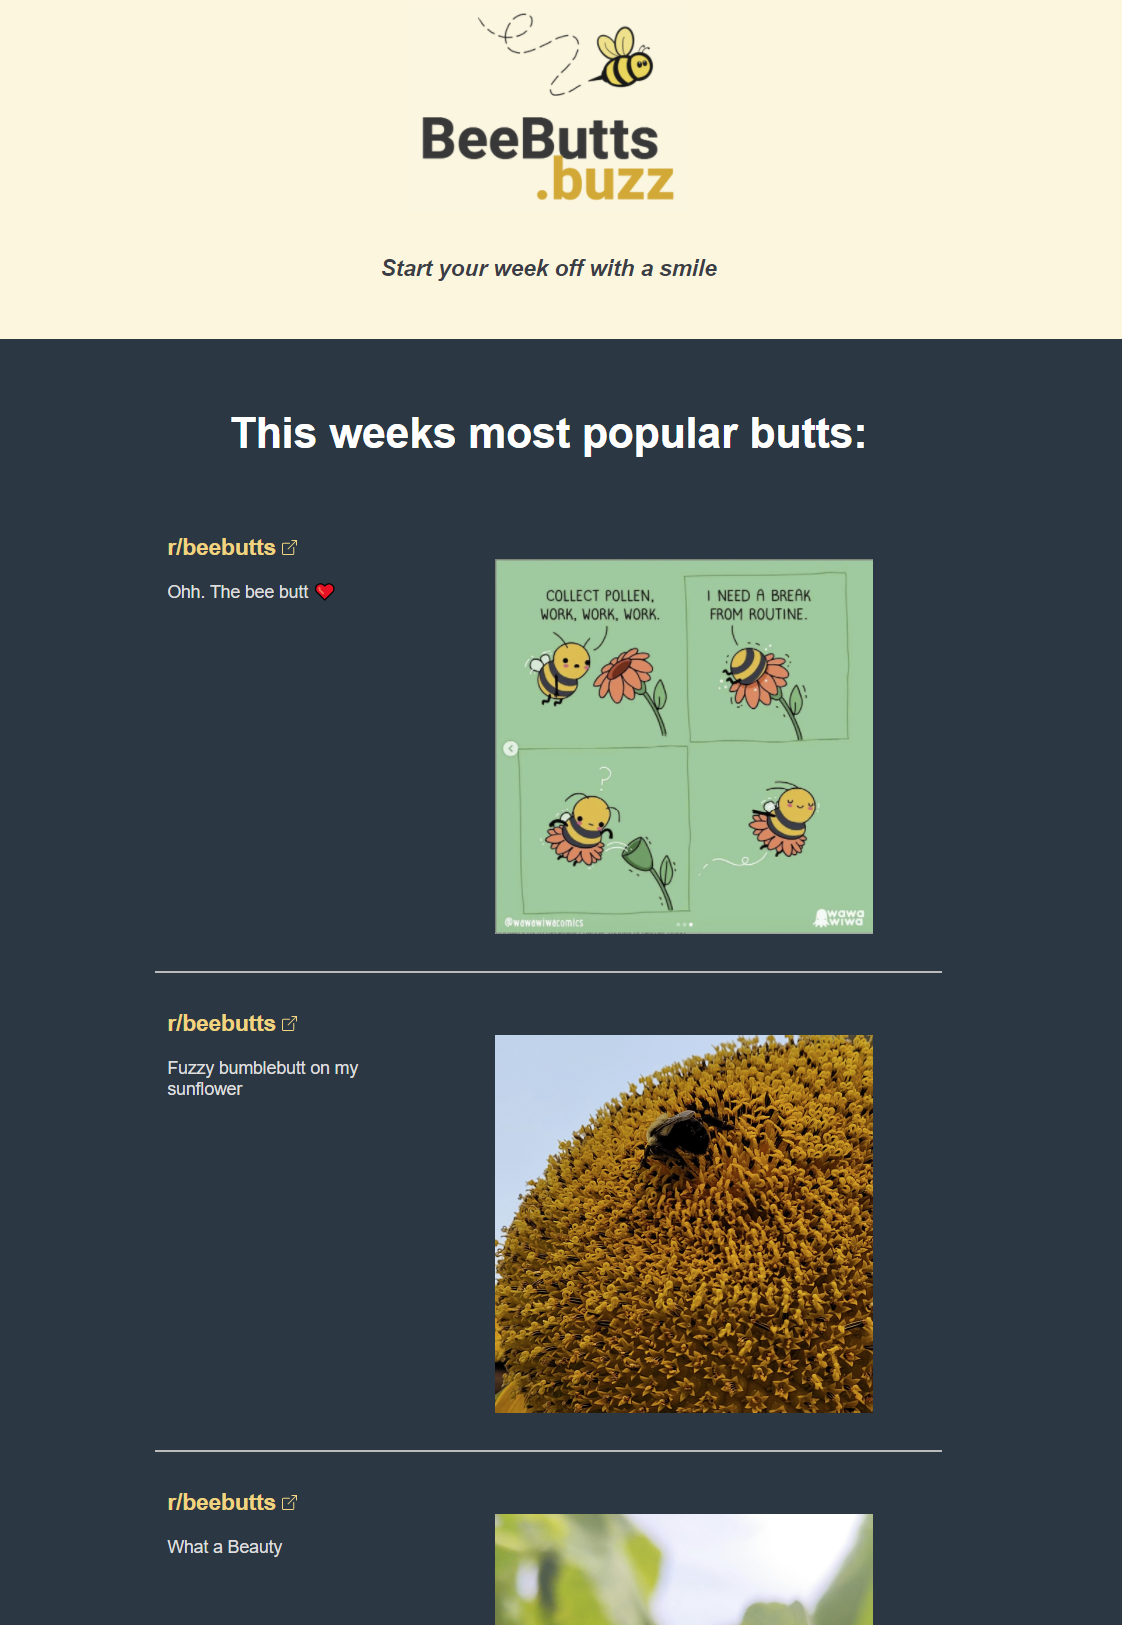 BeeButts
.buzz
Start your week off with a smile
This weeks most popular butts:
r/beebutts
Ohh. The bee butt
COLLECT POLLEN,
WORK, WORK, WORK.
I NEED A BREAK
FROM ROUTINE.
?
@wawawiwacomics
wawa
wiwa
r/beebutts
Fuzzy bumblebutt on my
sunflower
r/beebutts
What a Beauty